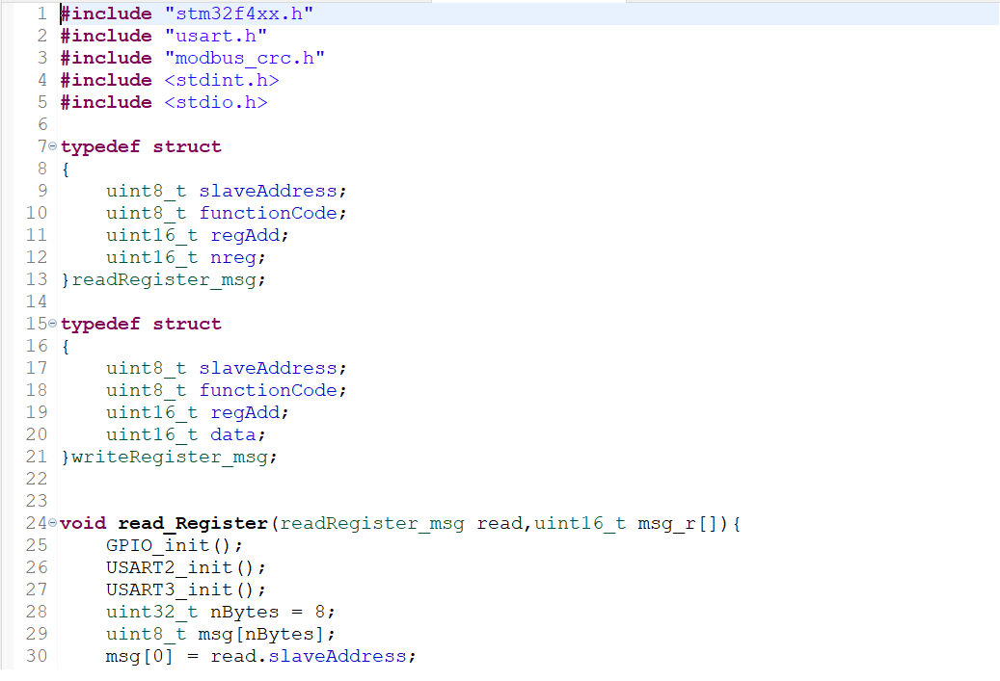 1 #include "stm32f4xx.h"
2 #include "usart.h"
3 #include "modbus_crc.h"
4 #include <stdint.h>
5 #include <stdio.h>
6
7 typedef struct
8 {
9     uint8_t slaveAddress;
10     uint8_t functionCode;
11     uint16_t regAdd;
12     uint16_t nreg;
13 }readRegister_msg;
14
15 typedef struct
16 {
17     uint8_t slaveAddress;
18     uint8_t functionCode;
19     uint16_t regAdd;
20     uint16_t data;
21 }writeRegister_msg;
22
23
24 void read_Register(readRegister_msg read,uint16_t msg_r[]){
25     GPIO_init();
26     USART2_init();
27     USART3_init();
28     uint32_t nBytes = 8;
29     uint8_t msg[nBytes];
30     msg[0] = read.slaveAddress;